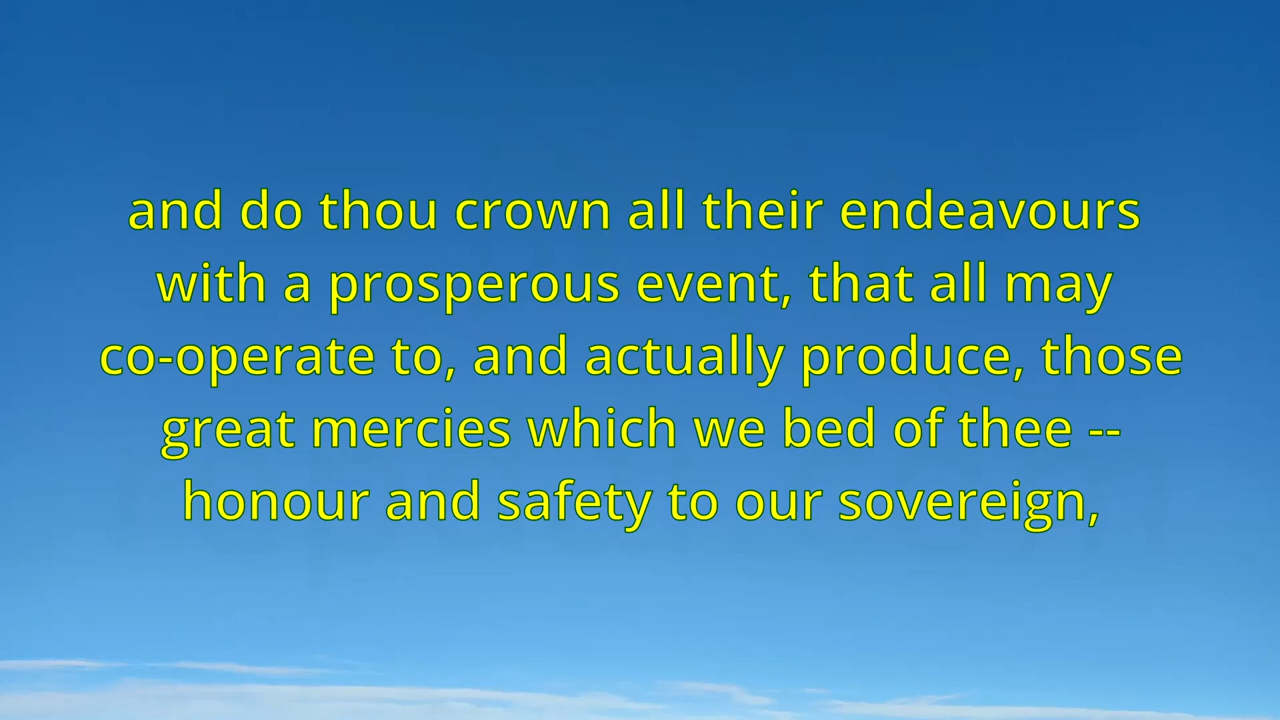 and do thou crown all their endeavours
with a prosperous event, that all may
co-operate to, and actually produce, those
great mercies which we bed of thee --
honour and safety to our sovereign,